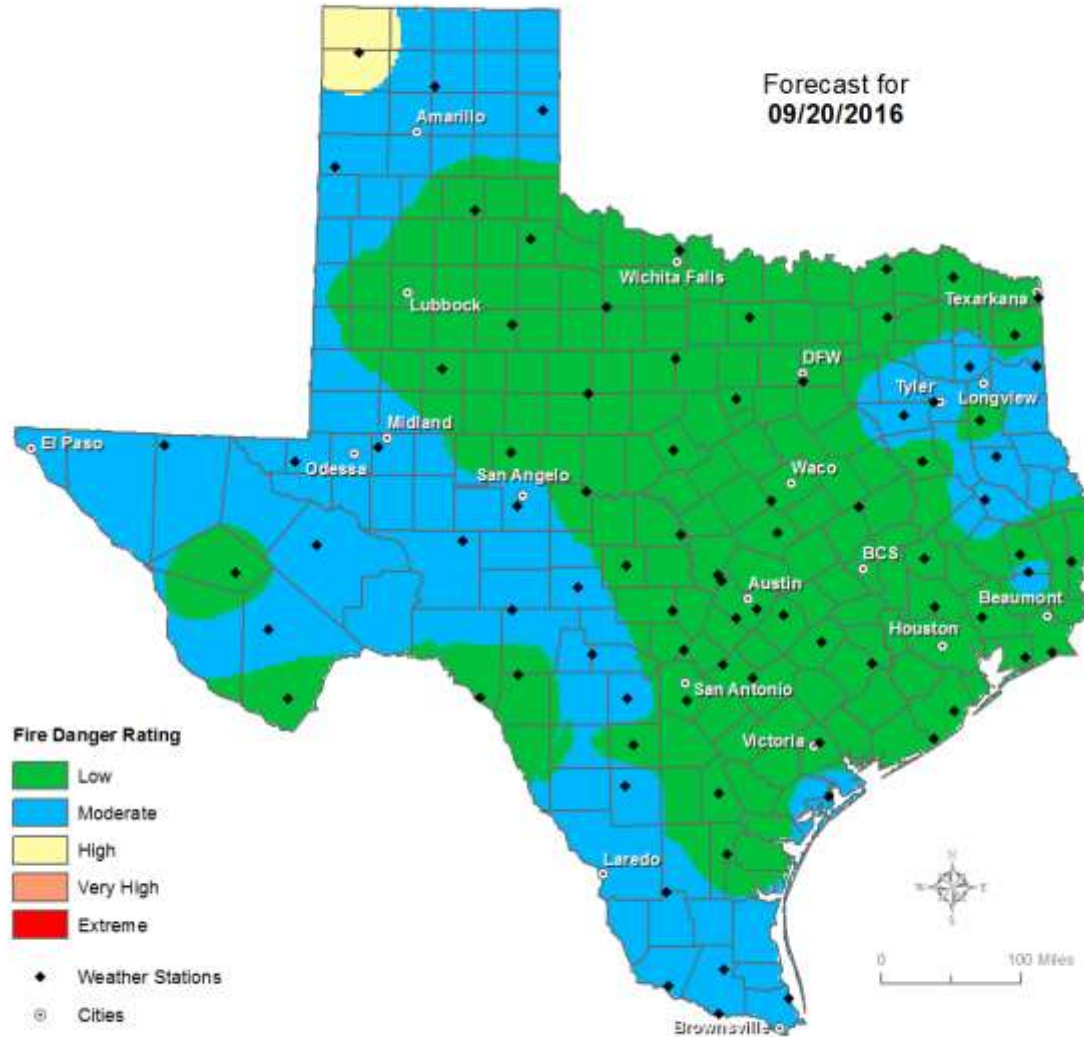 Forecast for
09/20/2016
Amarillo
Wichita Falls
Lubbock
Texarkana
DFW
Tyler
Longview
Midland
El Paso
Odessa
San Angelo
Waco
BCS
Austin
Beaumont
Houston
San Antonio
Victoria
Fire Danger Rating
Low
Moderate
High
Very High
Extreme
Laredo
N
W
E
S
0
100 Miles
Weather Stations
Cities
Brownsville